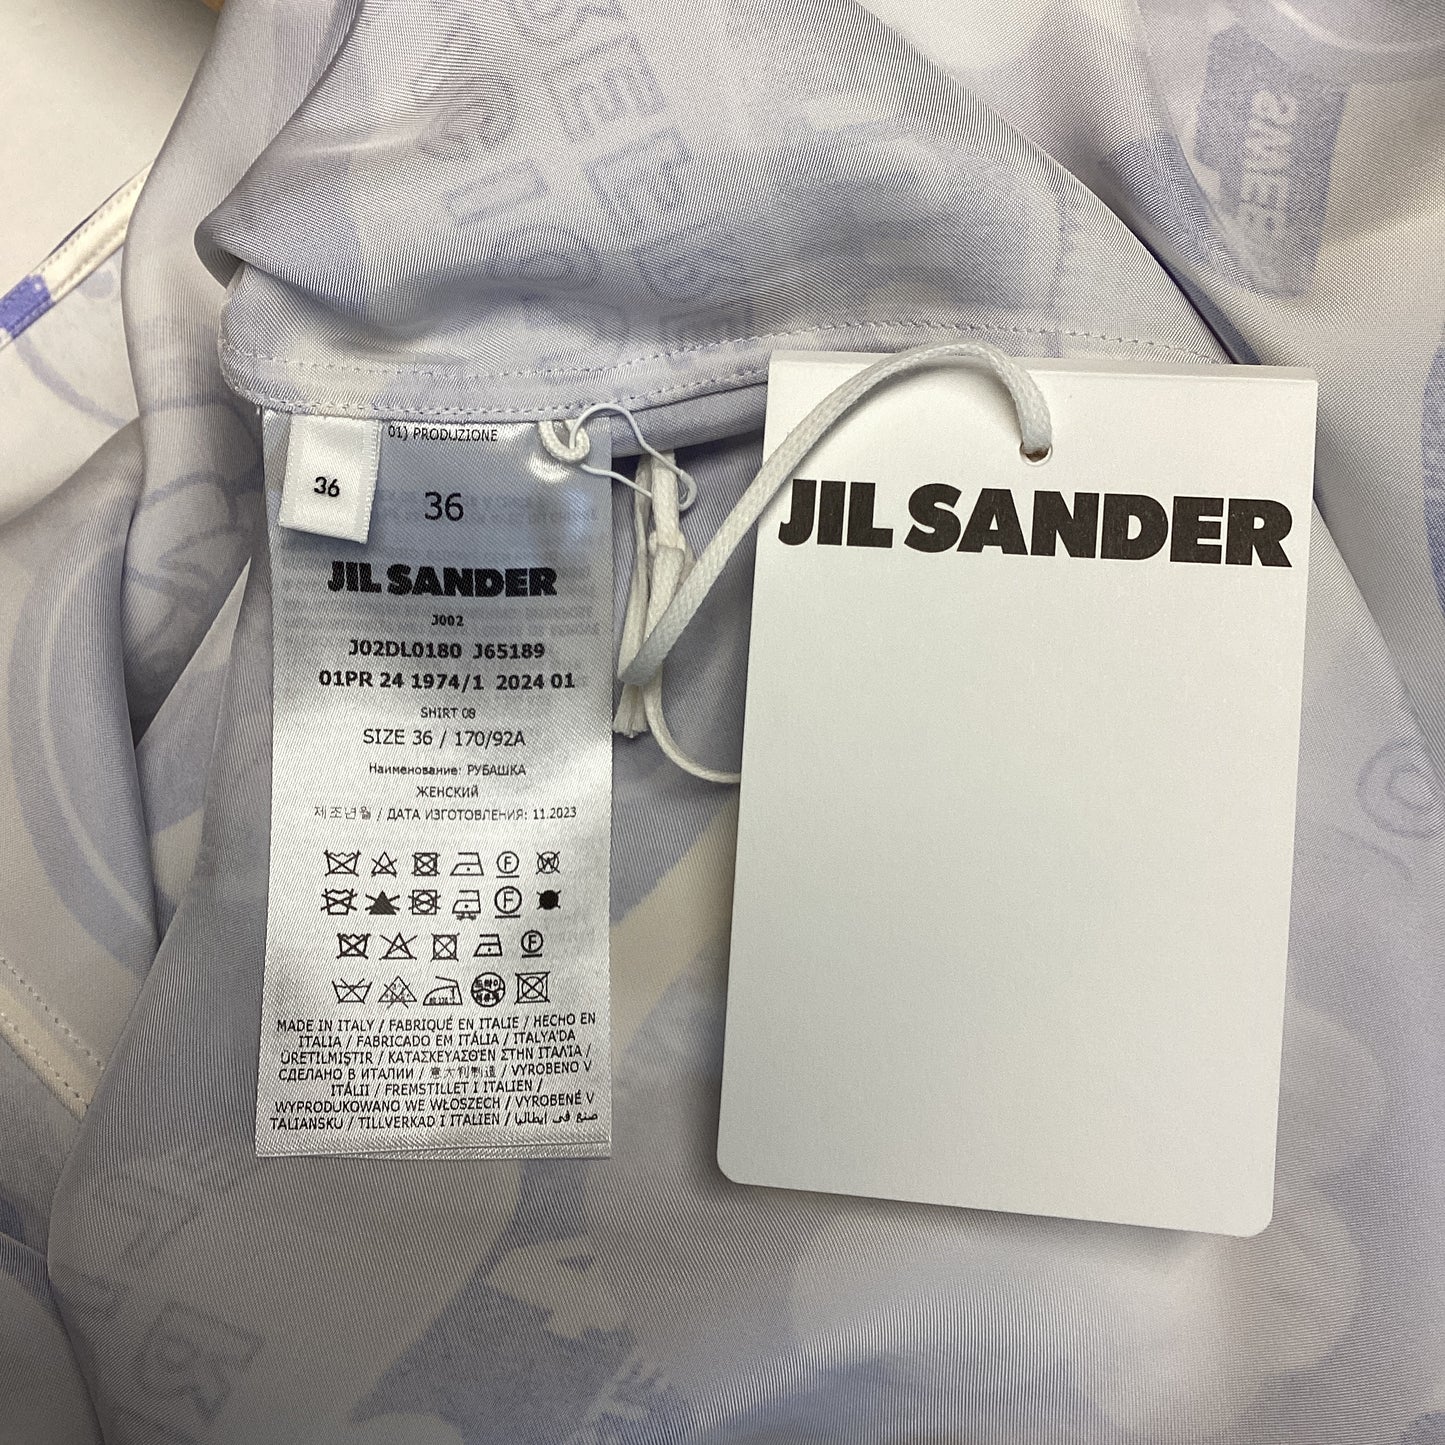 36
01) PRODUZIONE
36
JIL SANDER
J002
J02DL0180 J65189
01PR 24 1974/1 2024 01
SHIRT 08
SIZE 36 / 170/92A
Наименование: РУБАШКА
ЖЕНСКИЙ
제조년월 / ДАТА ИЗГОТОВЛЕНИЯ: 11.2023
F
W
F
F
MADE IN ITALY / FABRIQUÉ EN ITALIE / HECHO EN
ITALIA / FABRICADO EM ITÁLIA / ITALYA'DA
ÜRETILMIŞTIR / ΚΑΤΑΣΚΕΥΑΣΘΕΝ ΣΤΗΝ ΙΤΑΛΙΑ /
СДЕЛАНО В ИТАЛИИ / 意大利制造 / VYROBENO V
ITÁLII / FREMSTILLET I ITALIEN /
WYPRODUKOWANO WE WŁOSZECH / VYROBENÉ V
TALIANSKU / TILLVERKAD I ITALIEN / صنع في إيطاليا
JIL SANDER